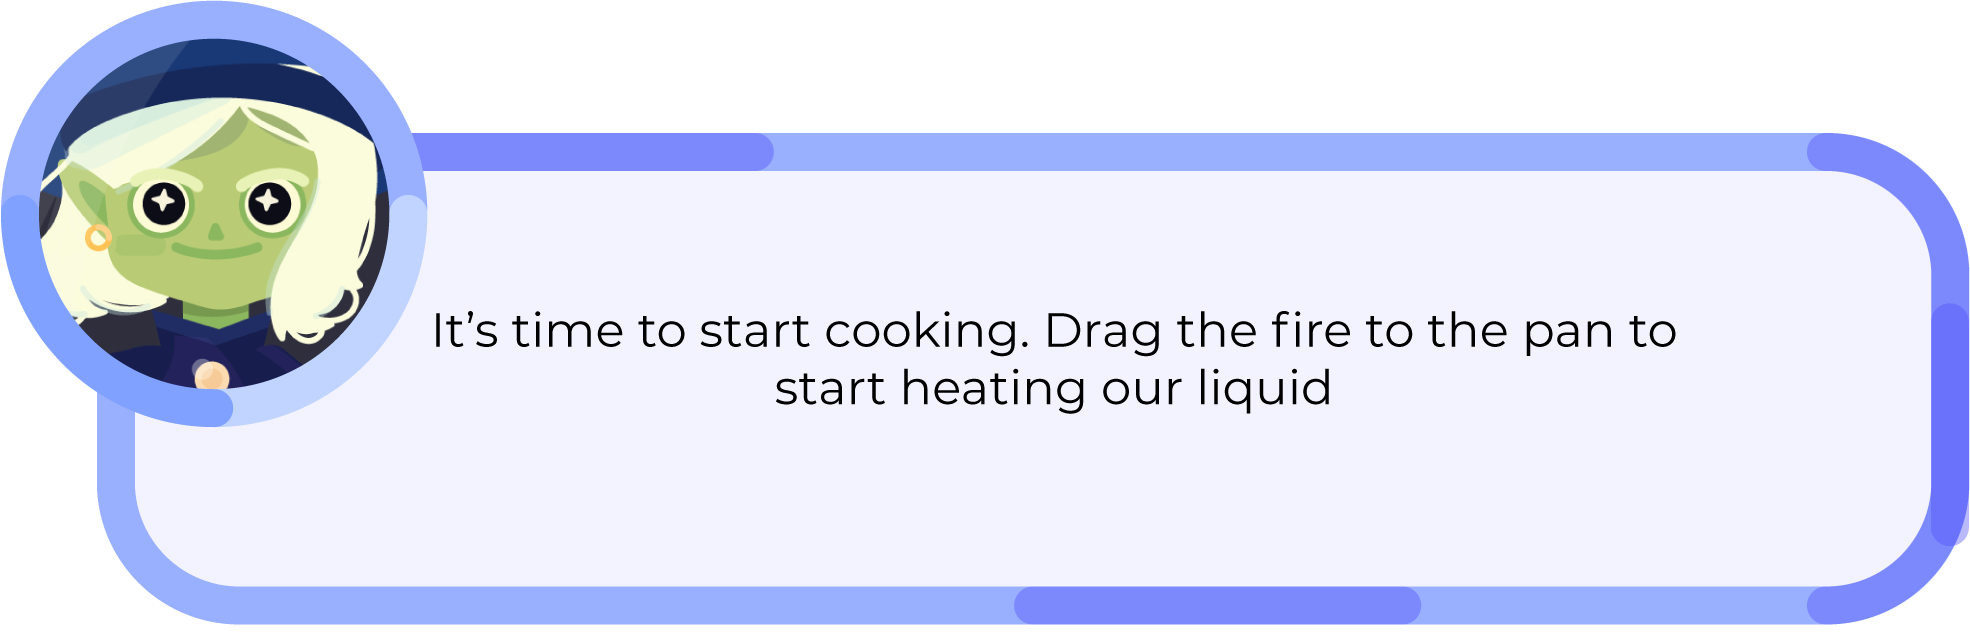 It’s time to start cooking. Drag the fire to the pan to
start heating our liquid